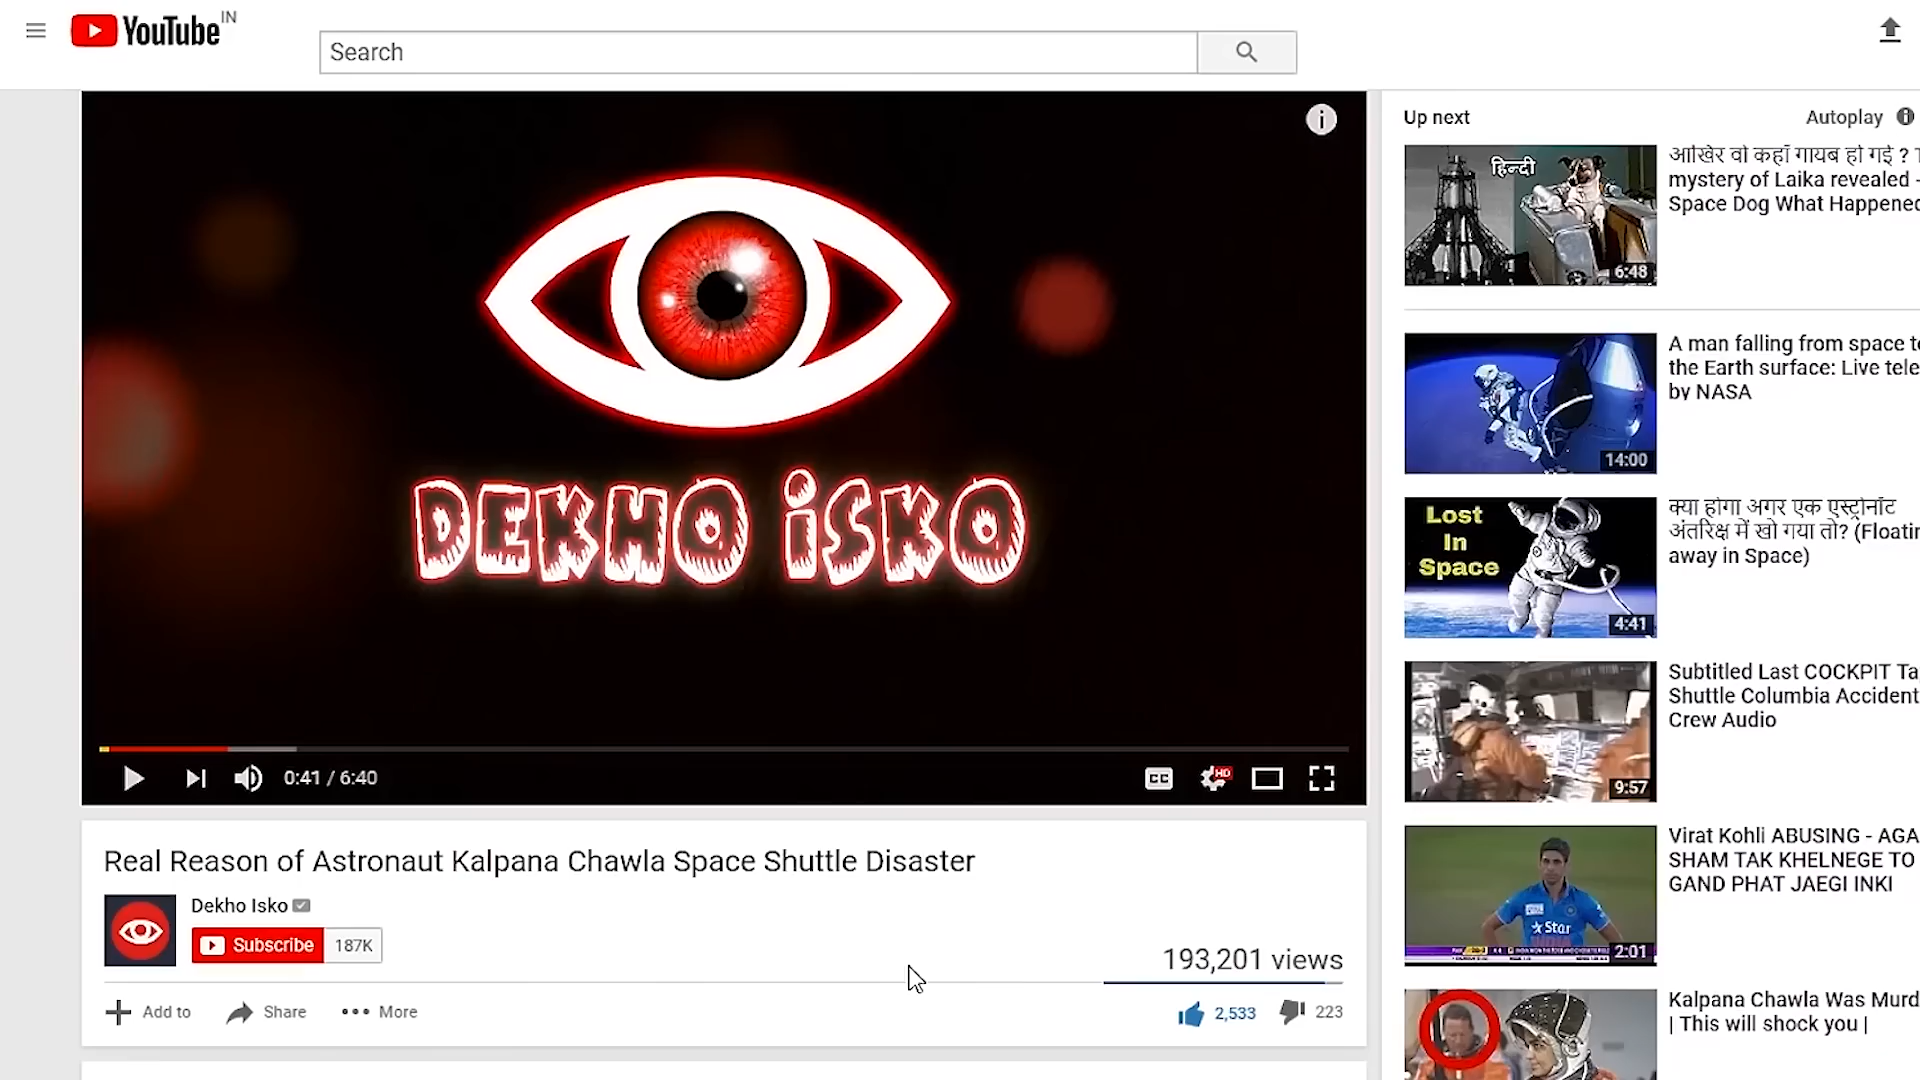 YouTube IN
Search
DEKHO iSKO
0:41 / 6:40
CC
HD
Real Reason of Astronaut Kalpana Chawla Space Shuttle Disaster
Dekho Isko
Subscribe 187K
193,201 views
Add to Share More
2,533 223
Up next Autoplay
हिन्दी
6:48
आखिर वो कहाँ गायब हो गई ? T
mystery of Laika revealed -
Space Dog What Happened
14:00
A man falling from space to
the Earth surface: Live tele
by NASA
Lost
In
Space
4:41
क्या होगा अगर एक एस्ट्रोनॉट
अंतरिक्ष में खो गया तो? (Floatin
away in Space)
9:57
Subtitled Last COCKPIT Ta
Shuttle Columbia Accident
Crew Audio
Star
2:01
Virat Kohli ABUSING - AGA
SHAM TAK KHELNEGE TO
GAND PHAT JAEGI INKI
Kalpana Chawla Was Murd
| This will shock you |